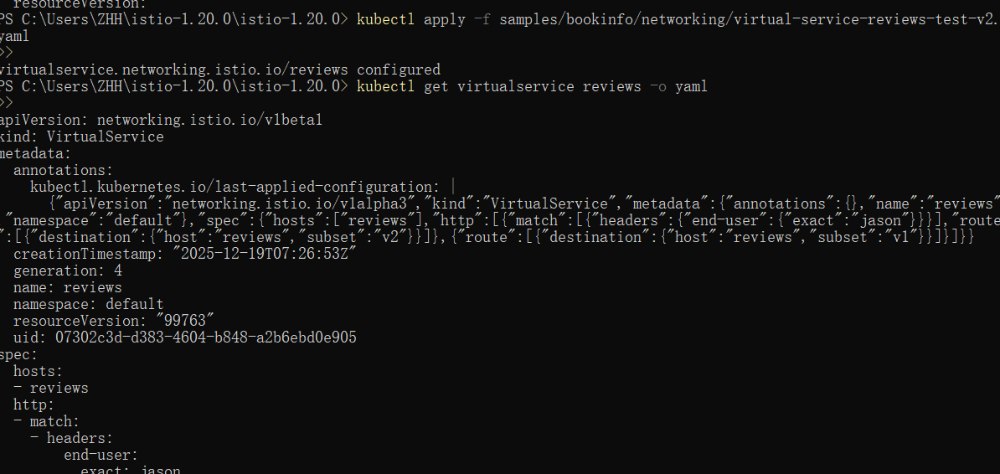 resourceVersion:
PS C:\Users\ZHH\istio-1.20.0\istio-1.20.0> kubectl apply -f samples/bookinfo/networking/virtual-service-reviews-test-v2.
yaml
>>
virtualservice.networking.istio.io/reviews configured
PS C:\Users\ZHH\istio-1.20.0\istio-1.20.0> kubectl get virtualservice reviews -o yaml
>>
apiVersion: networking.istio.io/v1beta1
kind: VirtualService
metadata:
  annotations:
    kubectl.kubernetes.io/last-applied-configuration: |
      {"apiVersion":"networking.istio.io/v1alpha3","kind":"VirtualService","metadata":{"annotations":{},"name":"reviews"
,"namespace":"default"},"spec":{"hosts":["reviews"],"http":[{"match":[{"headers":{"end-user":{"exact":"jason"}}}],"route
":[{"destination":{"host":"reviews","subset":"v2"}}]},{"route":[{"destination":{"host":"reviews","subset":"v1"}}]}]}}
  creationTimestamp: "2025-12-19T07:26:53Z"
  generation: 4
  name: reviews
  namespace: default
  resourceVersion: "99763"
  uid: 07302c3d-d383-4604-b848-a2b6ebd0e905
spec:
  hosts:
  - reviews
  http:
  - match:
    - headers:
        end-user:
          exact: jason